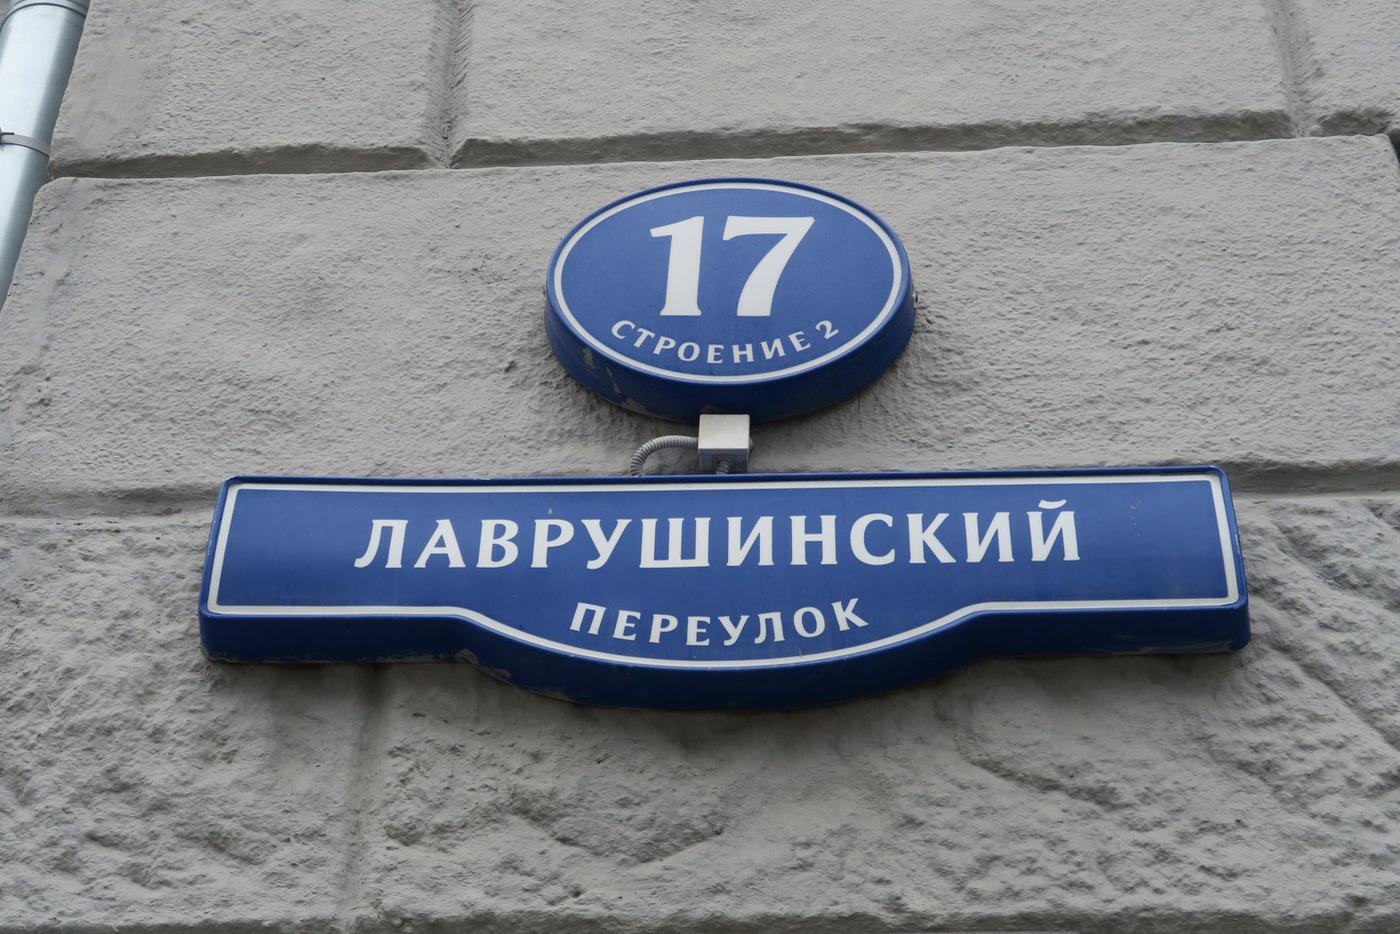 17
СТРОЕНИЕ 2
ЛАВРУШИНСКИЙ
ПЕРЕУЛОК